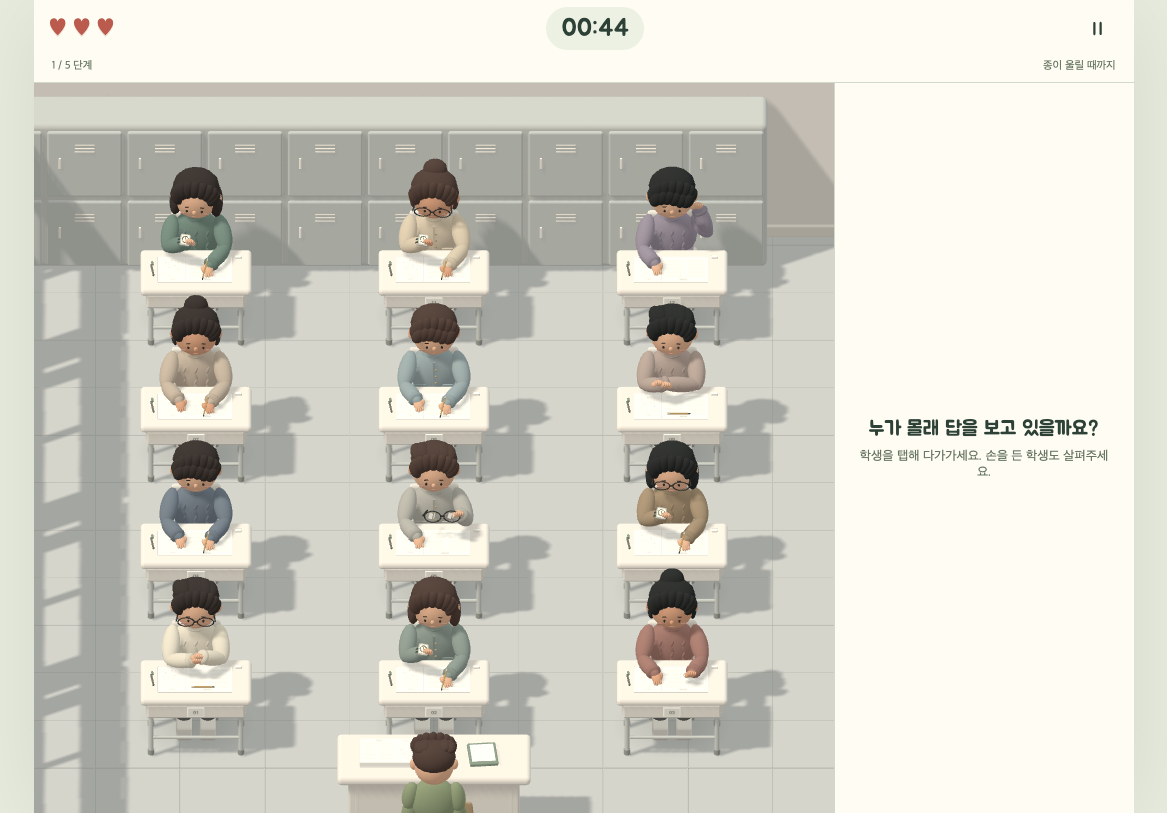 00:44
1 / 5 단계
종이 울릴 때까지
누가 몰래 답을 보고 있을까요?
학생을 탭해 다가가세요. 손을 든 학생도 살펴주세
요.